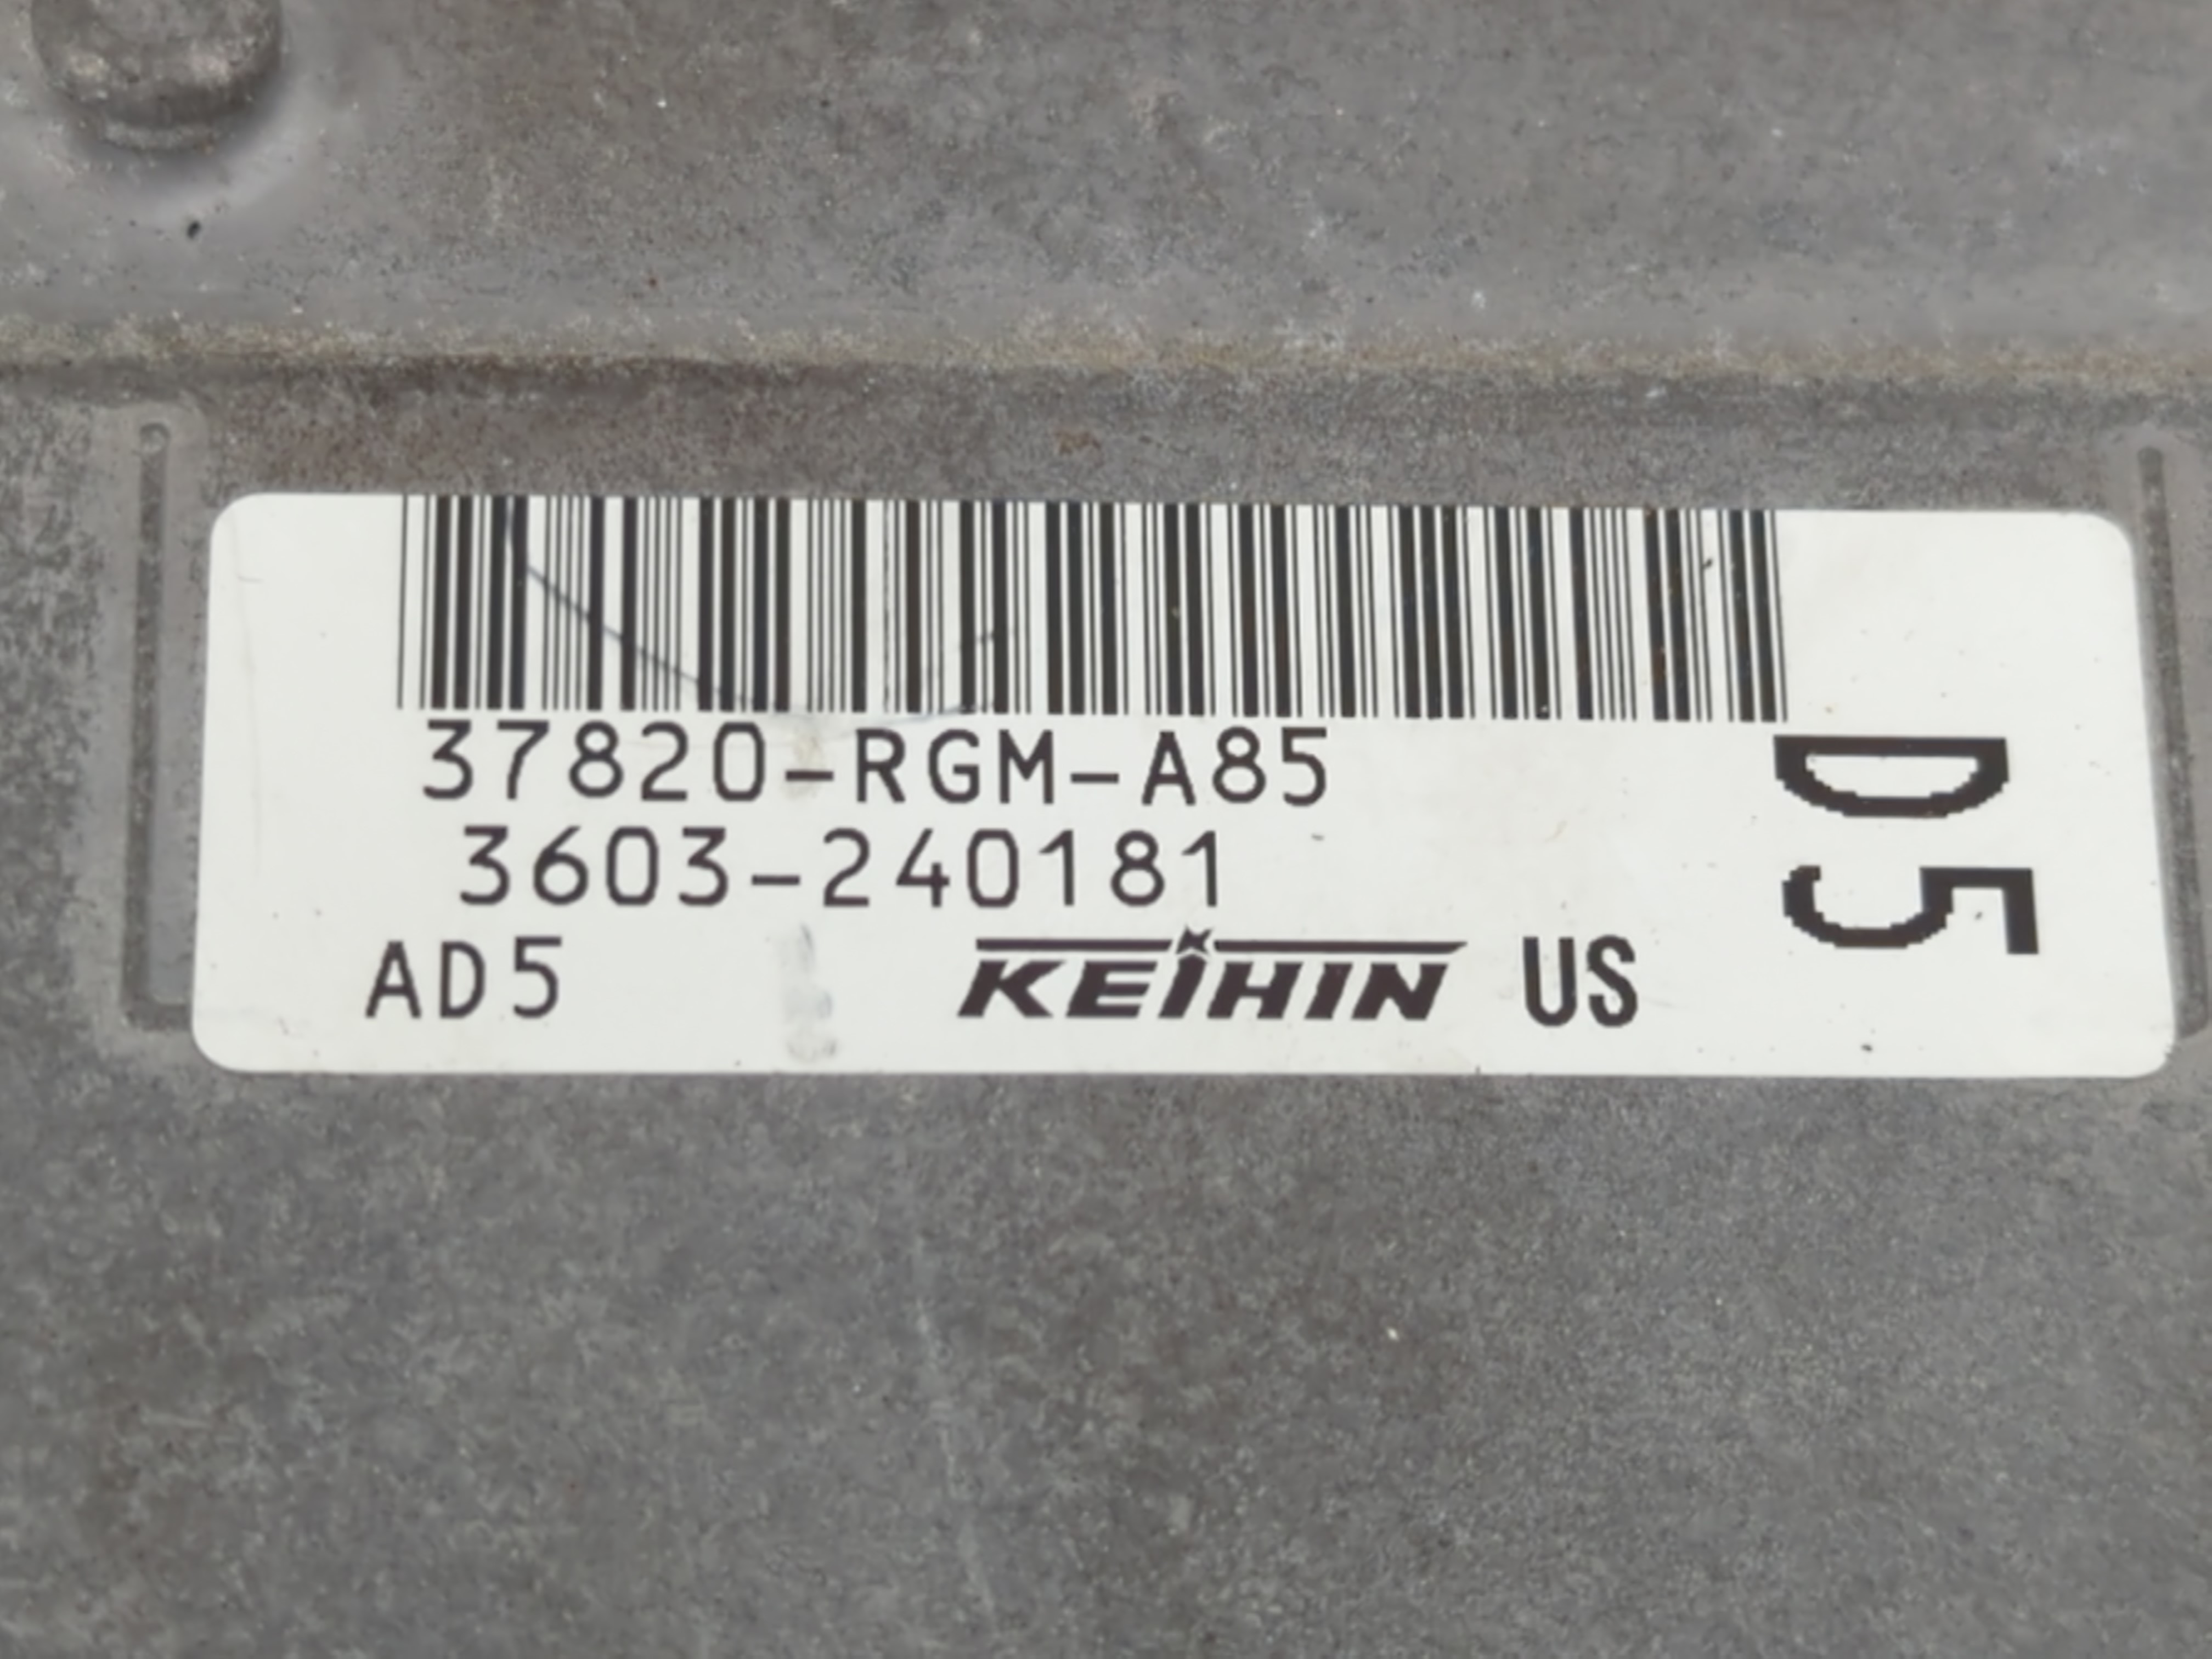 37820-RGM-A85
3603-240181
AD5 KEIHIN US
D5